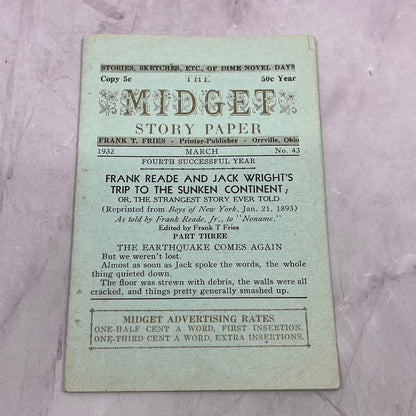 STORIES, SKETCHES, ETC., OF DIME NOVEL DAYS
Copy 5c THE 50c Year
MIDGET
STORY PAPER
FRANK T. FRIES - Printer-Publisher - Orrville, Ohio
1932 MARCH No. 43
FOURTH SUCCESSFUL YEAR
FRANK READE AND JACK WRIGHT'S
TRIP TO THE SUNKEN CONTINENT;
OR, THE STRANGEST STORY EVER TOLD
(Reprinted from Boys of New York, Jan. 21, 1893)
As told by Frank Reade, Jr., to "Noname."
Edited by Frank T Fries
PART THREE
THE EARTHQUAKE COMES AGAIN
But we weren't lost.
Almost as soon as Jack spoke the words, the whole
thing quieted down.
The floor was strewn with debris, the walls were all
cracked, and things pretty generally smashed up.
MIDGET ADVERTISING RATES
ONE-HALF CENT A WORD, FIRST INSERTION.
ONE-THIRD CENT A WORD, EXTRA INSERTIONS.